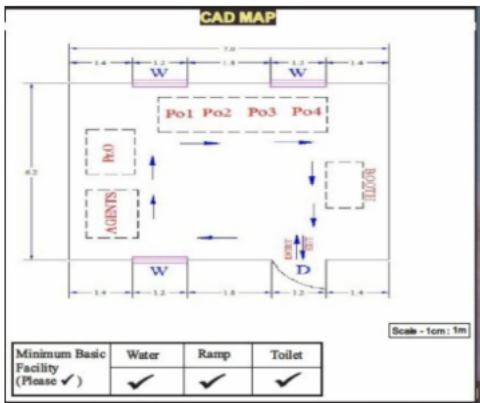 CAD MAP
7.0
1.4 1.2 1.8 1.2 1.4
W W
Po1 Po2 Po3 Po4
Pr.O
6.2
BOOTH
AGENTS
ENTRY EXIT
W D
1.4 1.2 1.8 1.2 1.4
Scale - 1cm : 1m
Minimum Basic Facility (Please ✓) Water Ramp Toilet
✓ ✓ ✓